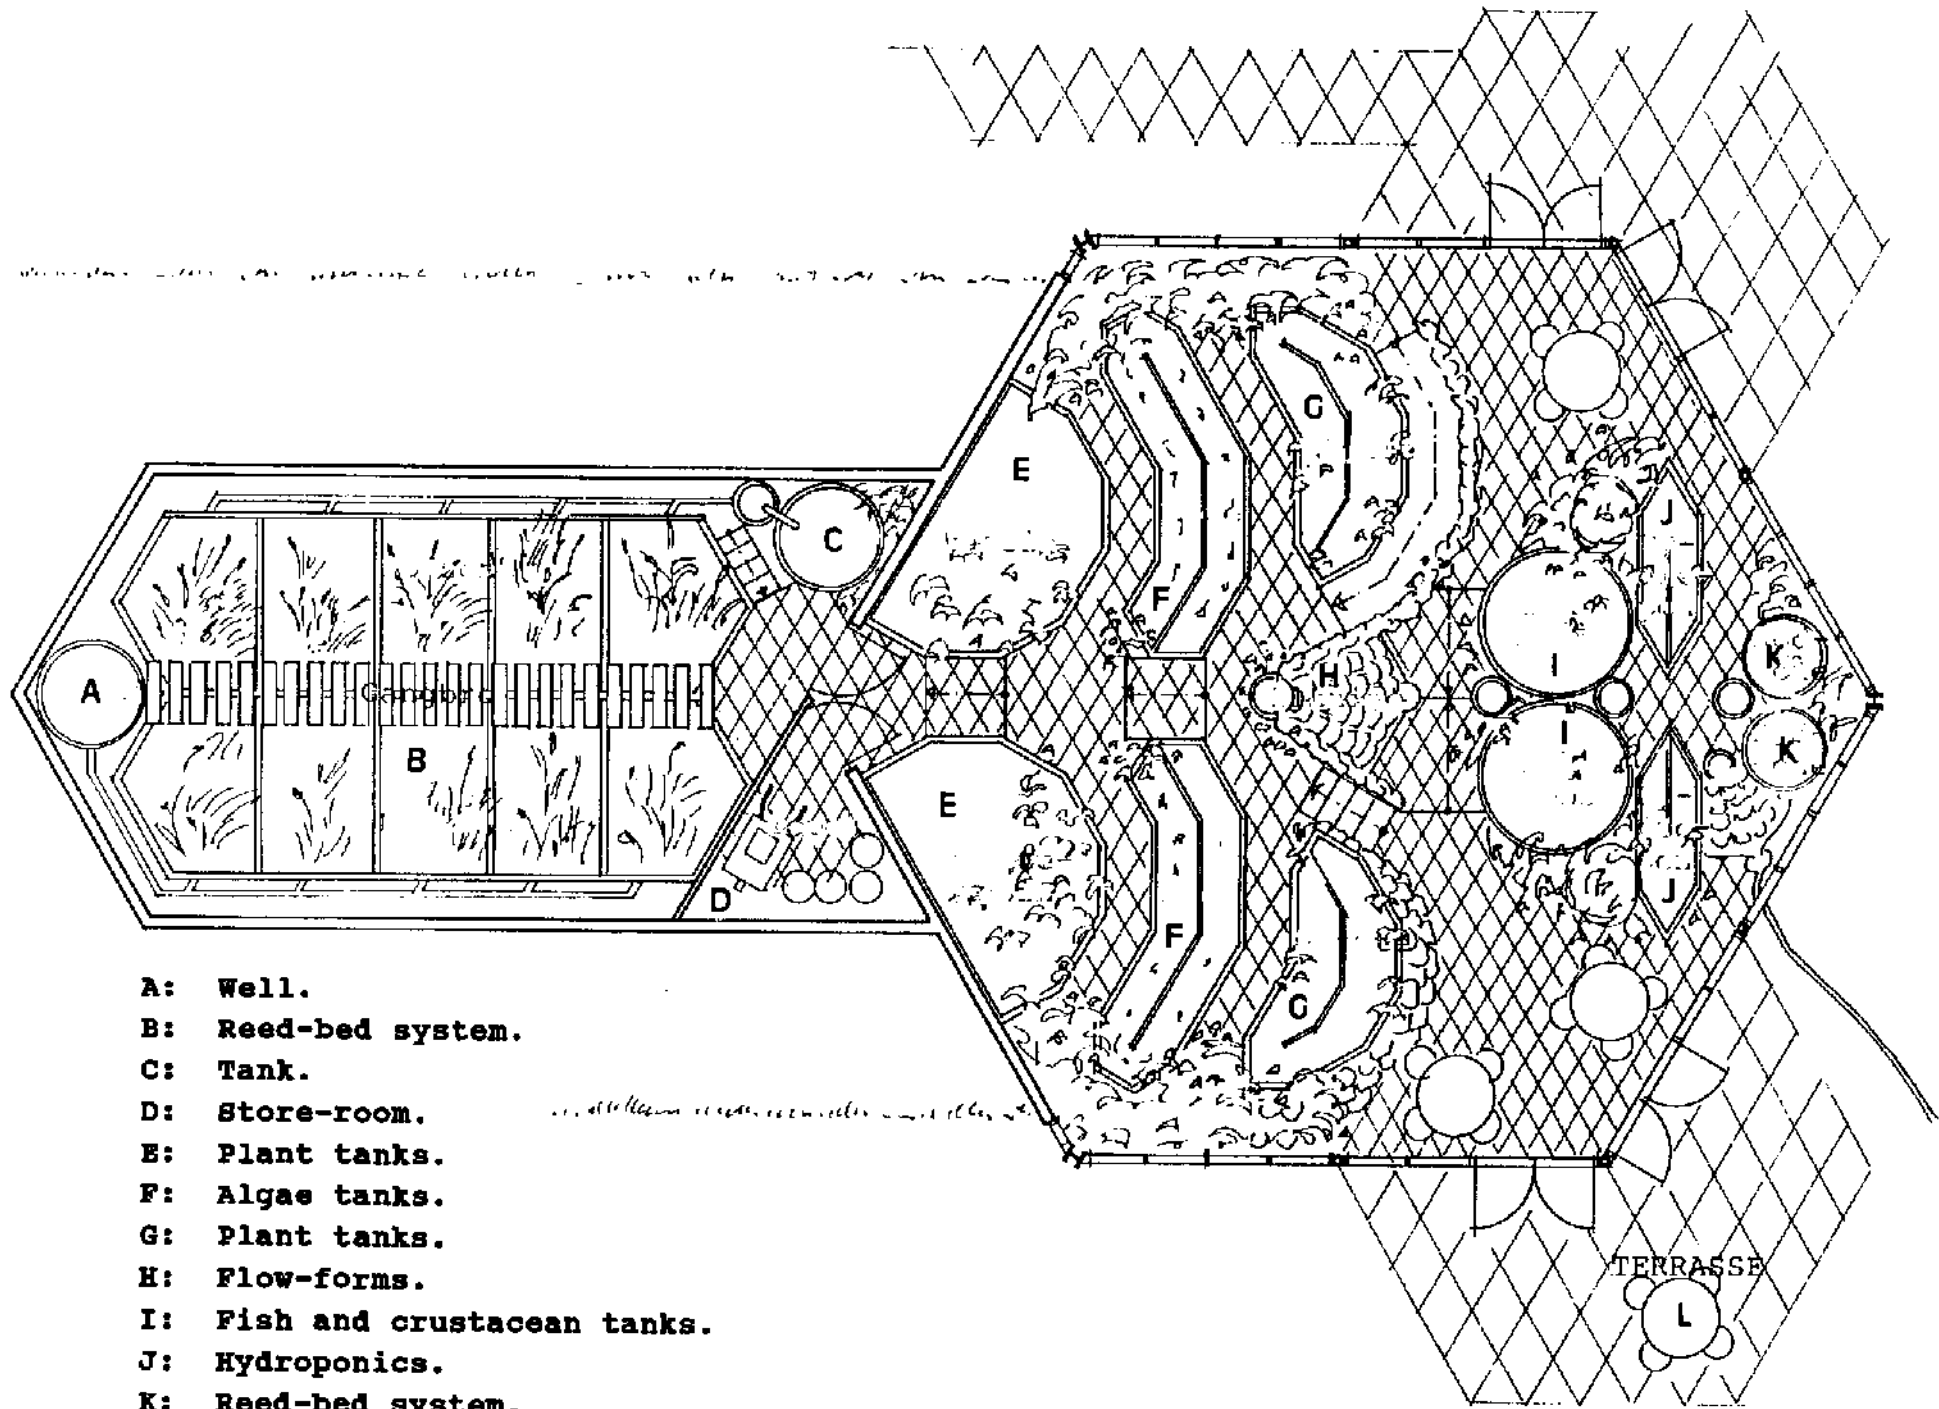 G
E
J
C
F
A
Gangbro
H
K
I
I
B
K
E
D
F
J
G
A: Well.
B: Reed-bed system.
C: Tank.
D: Store-room.
E: Plant tanks.
F: Algae tanks.
G: Plant tanks.
H: Flow-forms.
I: Fish and crustacean tanks.
J: Hydroponics.
K: Reed-bed system.
TERRASSE
L